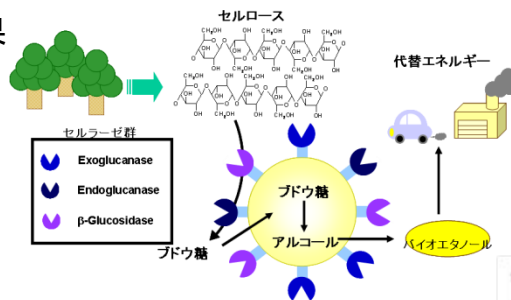 果
セルロース
代替エネルギー
セルラーゼ群
Exoglucanase
Endoglucanase
β-Glucosidase
ブドウ糖
ブドウ糖
アルコール
バイオエタノール